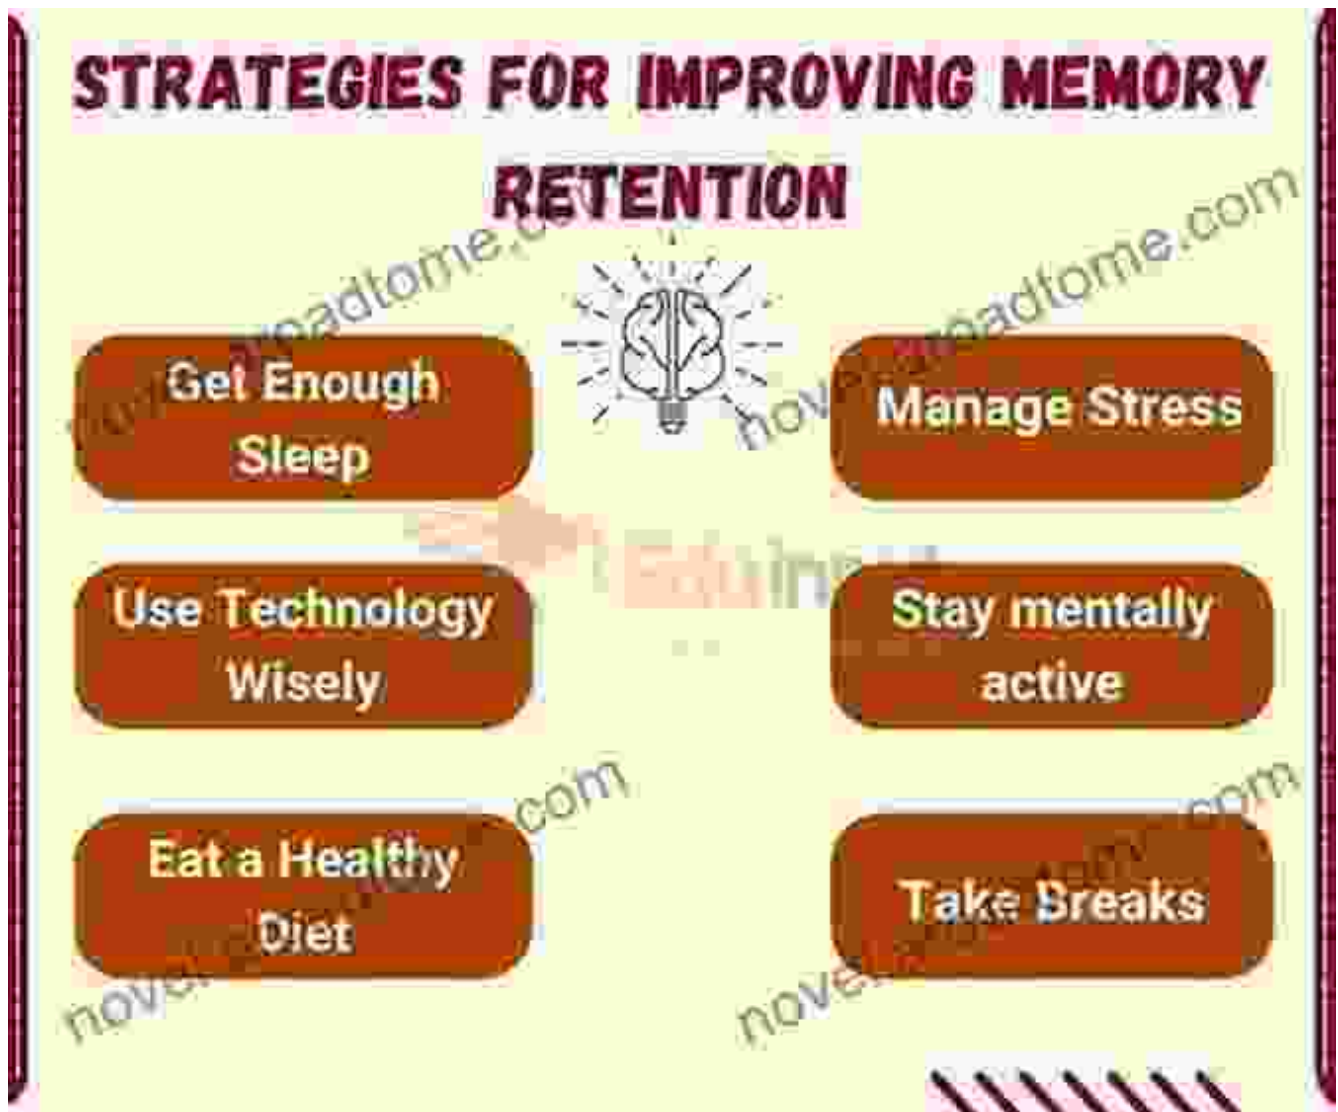 STRATEGIES FOR IMPROVING MEMORY
RETENTION
Get Enough
Sleep
Manage Stress
Use Technology
Wisely
Stay mentally
active
Eat a Healthy
Diet
Take Breaks